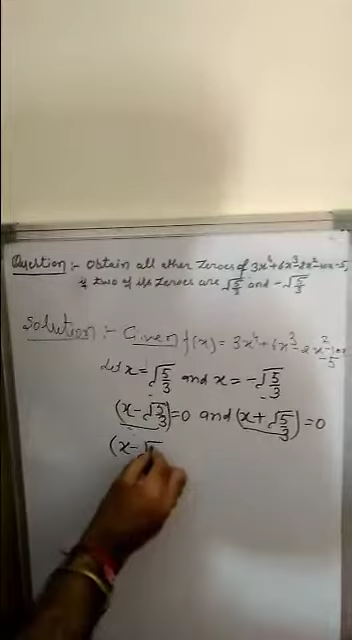 Question:- Obtain all other zeroes of 3x⁴+6x³-2x²-10x-5,
if two of its zeroes are √5/3 and -√5/3
Solution:- Given f(x) = 3x⁴+6x³-2x²-10x
-5
Let x = √5/3 and x = -√5/3
(x-√5/3)=0 and (x+√5/3)=0
(x-√5